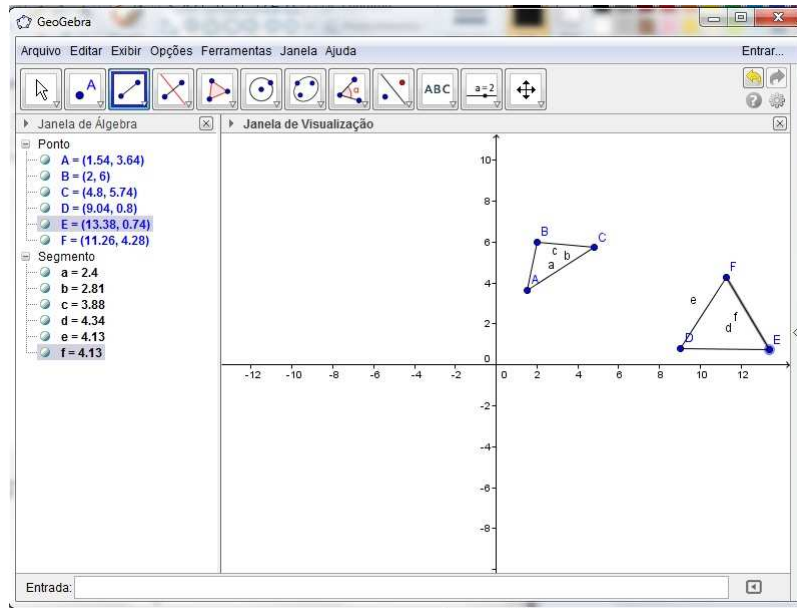 GeoGebra
Arquivo Editar Exibir Opções Ferramentas Janela Ajuda Entrar...
A α ABC a=2
Janela de Álgebra
Ponto
A = (1.54, 3.64)
B = (2, 6)
C = (4.8, 5.74)
D = (9.04, 0.8)
E = (13.38, 0.74)
F = (11.26, 4.28)
Segmento
a = 2.4
b = 2.81
c = 3.88
d = 4.34
e = 4.13
f = 4.13
Janela de Visualização
10
8
B
6 C
c b
a
A
4 F
e
f
2 d
D E
0
-12 -10 -8 -6 -4 -2 0 2 4 6 8 10 12
-2
-4
-6
-8
Entrada: